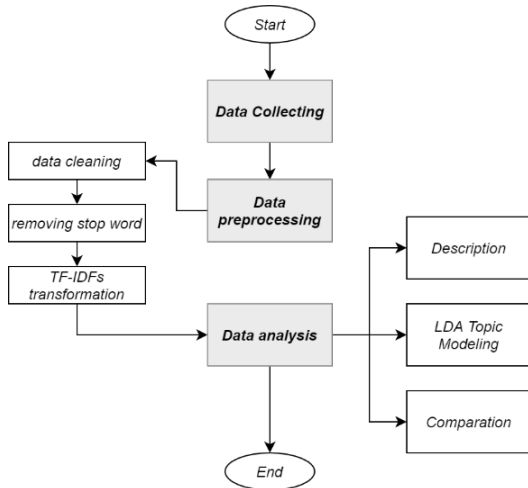 Start
Data Collecting
Data
preprocessing
data cleaning
removing stop word
TF-IDFs
transformation
Data analysis
Description
LDA Topic
Modeling
Comparation
End